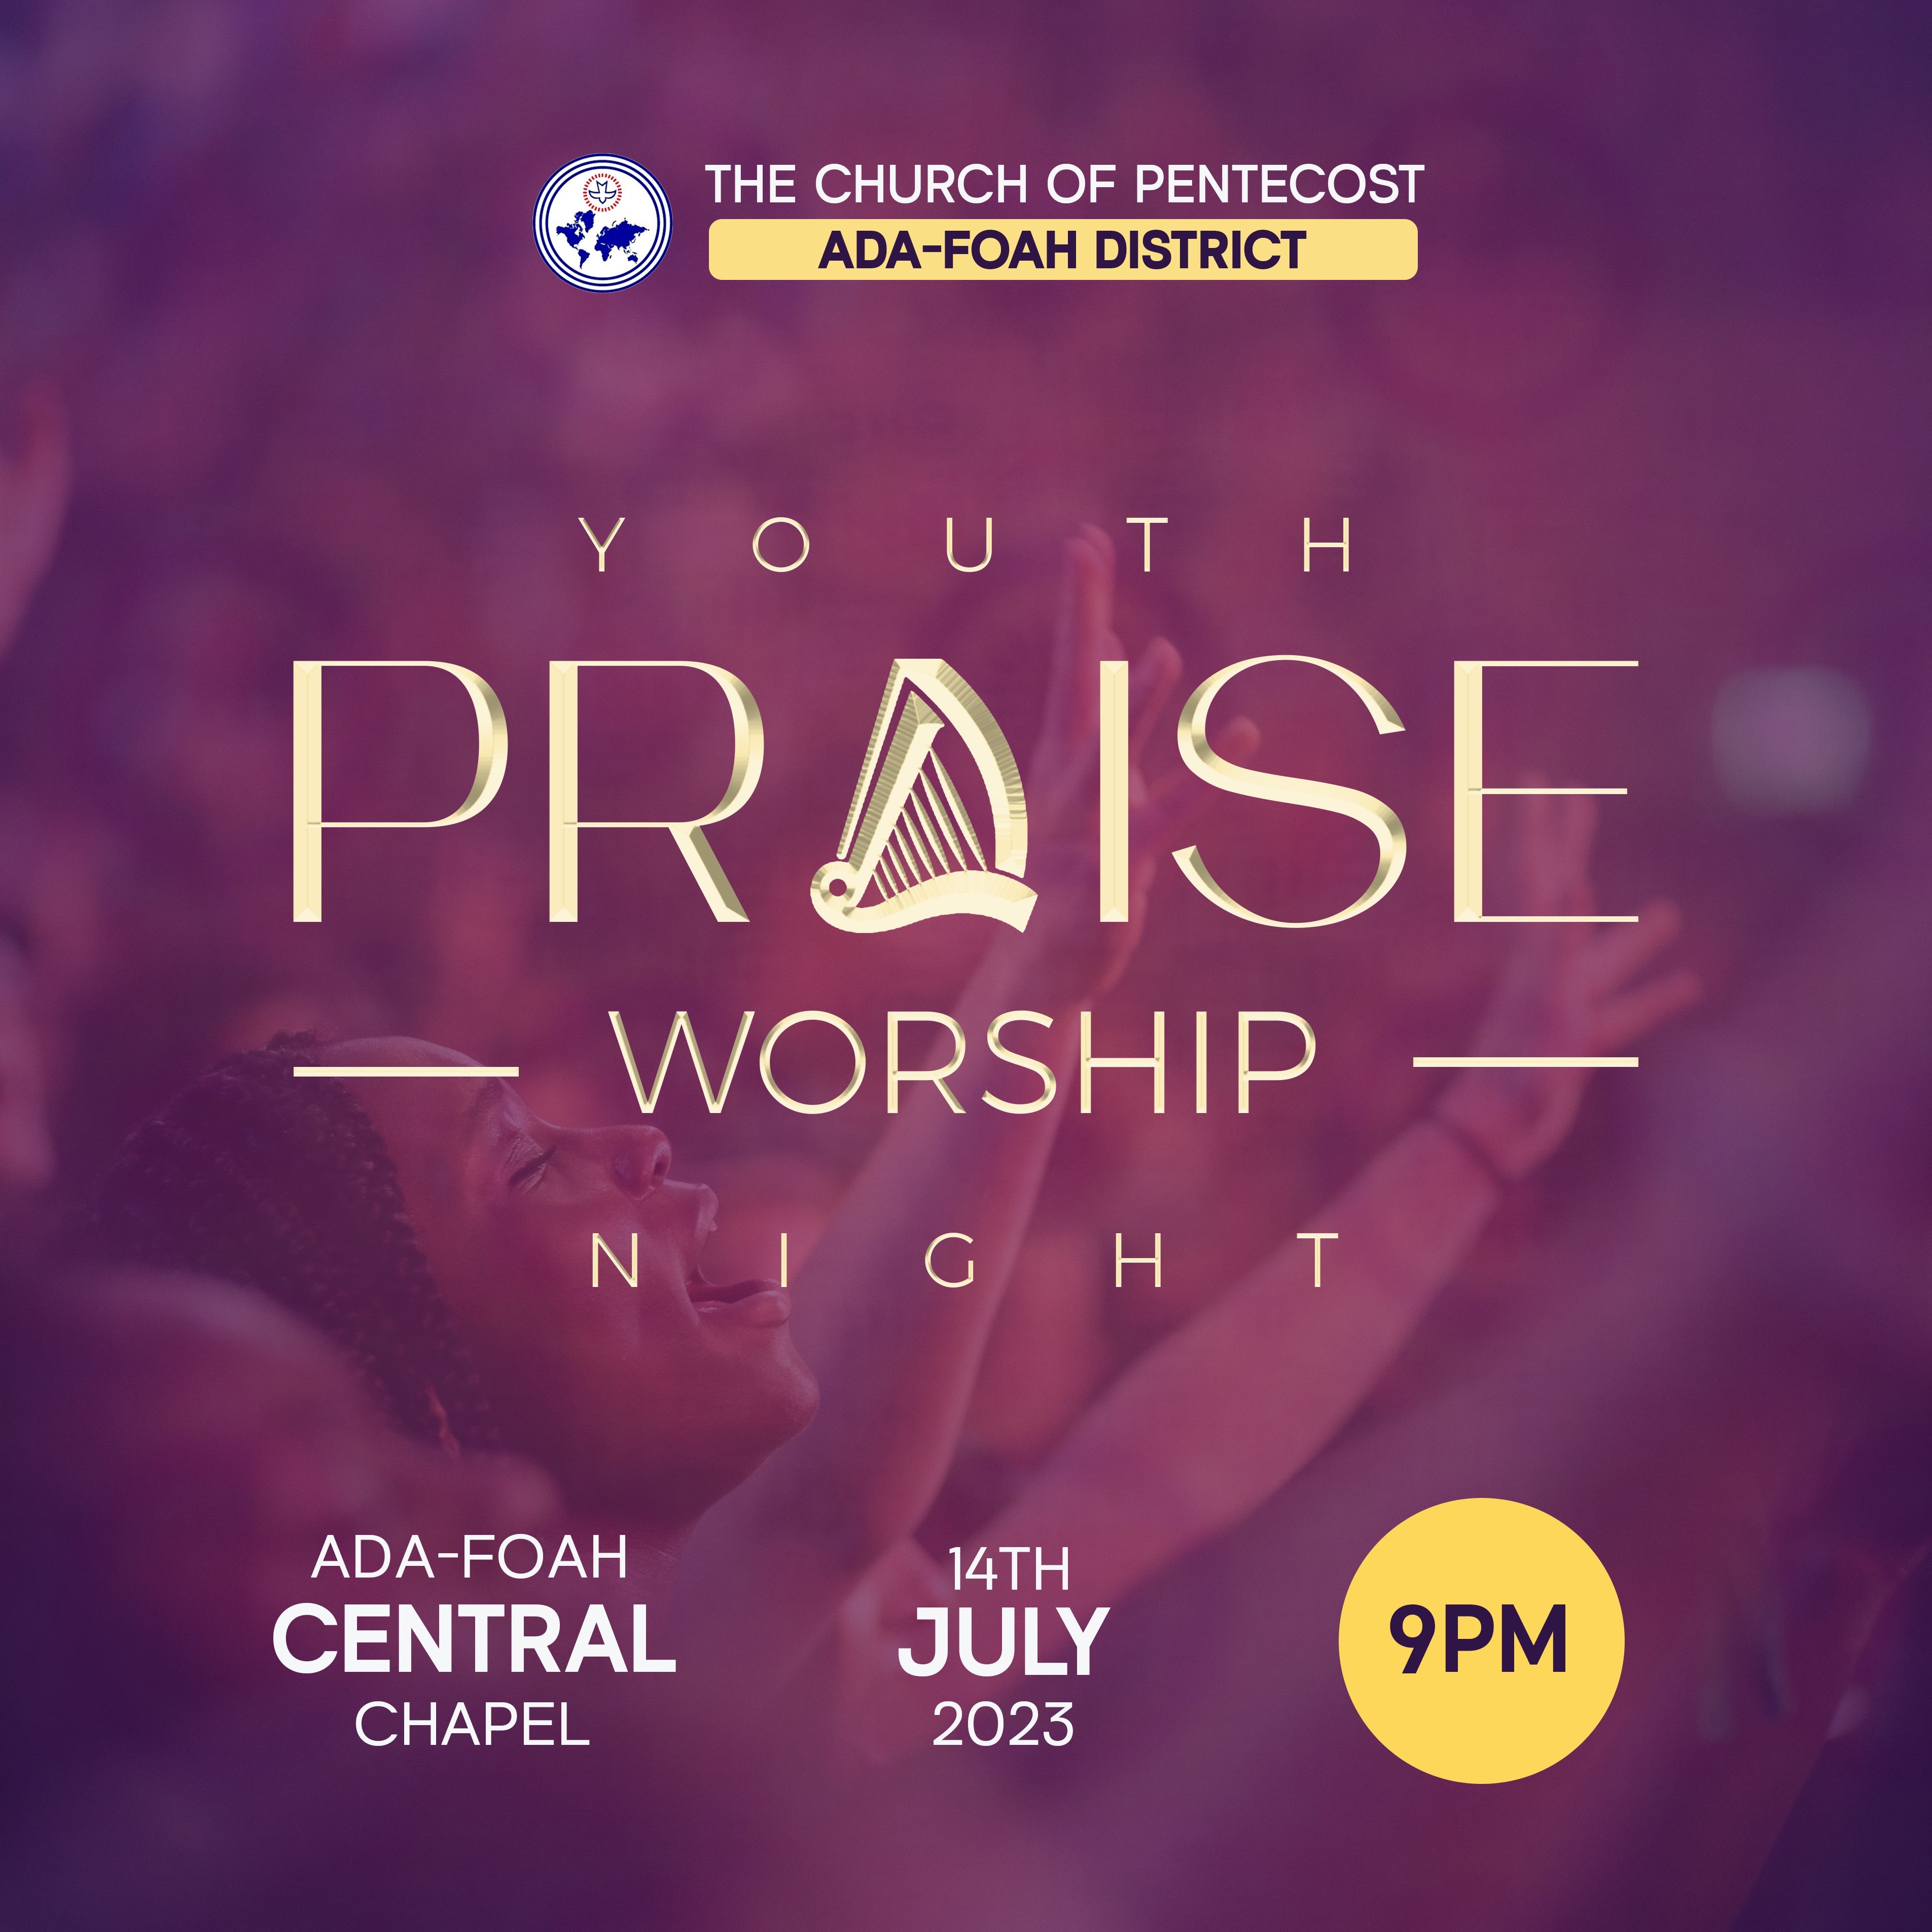 THE CHURCH OF PENTECOST
ADA-FOAH DISTRICT
YOUTH
PRAISE
WORSHIP
NIGHT
ADA-FOAH
CENTRAL
CHAPEL
14TH
JULY
2023
9PM